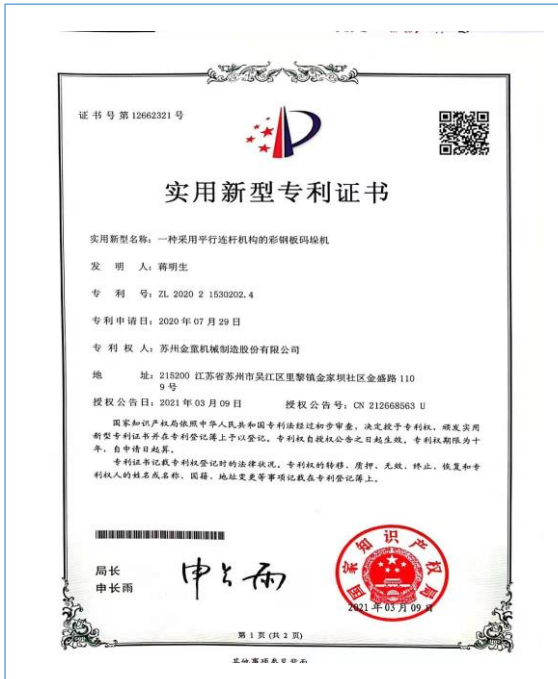 证书号第12662321号
实用新型专利证书
实用新型名称：一种采用平行连杆机构的彩钢板码垛机
发 明 人：蒋明生
专 利 号：ZL 2020 2 1530202.4
专利申请日：2020年07月29日
专 利 权 人：苏州金童机械制造股份有限公司
地 址：215200 江苏省苏州市吴江区黎里镇金家坝社区金盛路110
9号
授权公告日：2021年03月09日 授权公告号：CN 212668563 U
国家知识产权局依照中华人民共和国专利法经过初步审查，决定授予专利权，颁发实用
新型专利证书并在专利登记簿上予以登记。专利权自授权公告之日起生效。专利权期限为十
年，自申请日起算。
专利证书记载专利权登记时的法律状况。专利权的转移、质押、无效、终止、恢复和专
利权人的姓名或名称、国籍、地址变更等事项记载在专利登记簿上。
局长
申长雨
申长雨
国家知识产权局
2021年03月09日
第 1 页 (共 2 页)
其他事项参见背面